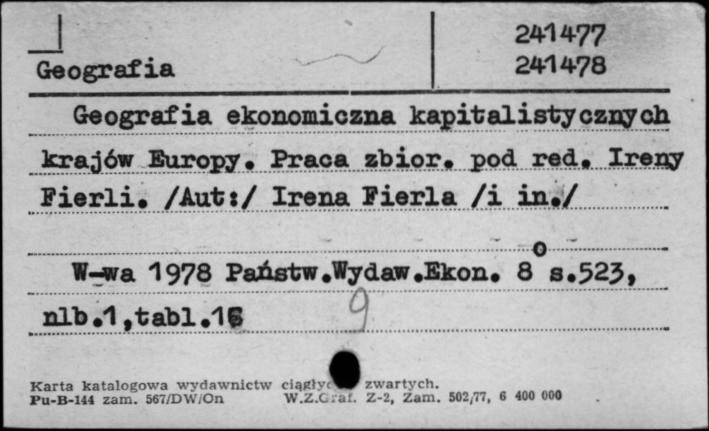 241477
Geografia 241478
Geografia ekonomiczna kapitalistycznych
krajów Europy. Praca zbior. pod red. Ireny
Fierli. /Aut:/ Irena Fierla /i in./
W-wa 1978 Państw.Wydaw.Ekon. 8º s.523,
nlb.1,tabl.16
9
Karta katalogowa wydawnictw zwartych.
Pu-B-144 zam. 567/DW/On W.Z.Graf. Z-2, Zam. 502/77, 6 400 000